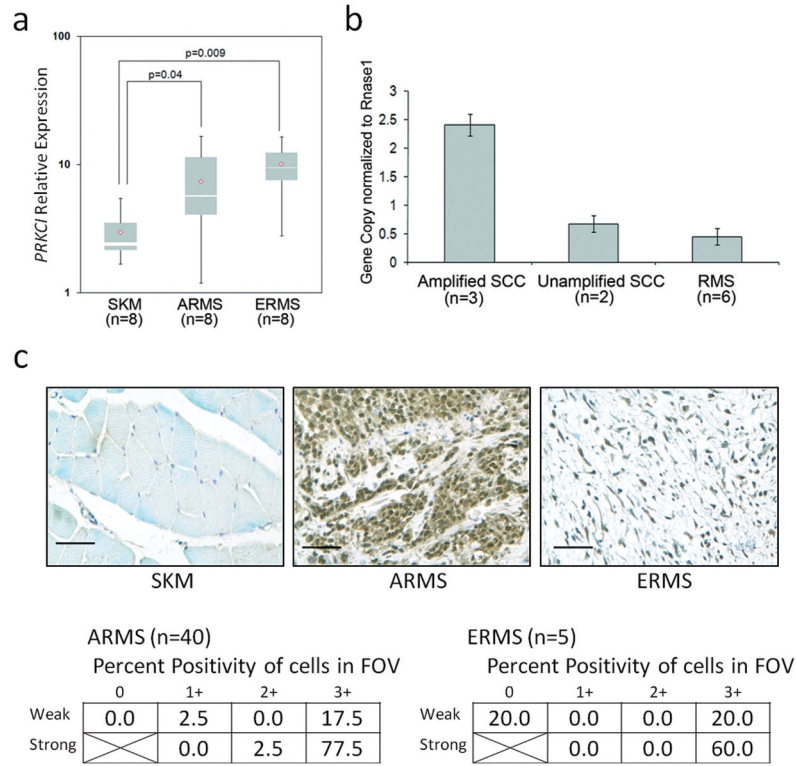 a
PRKCI Relative Expression
100
10
1
p=0.009
p=0.04
SKM ARMS ERMS
(n=8) (n=8) (n=8)
b
Gene Copy normalized to Rnase1
3
2.5
2
1.5
1
0.5
0
Amplified SCC Unamplified SCC RMS
(n=3) (n=2) (n=6)
c
SKM ARMS ERMS
ARMS (n=40)
Percent Positivity of cells in FOV
0 1+ 2+ 3+
Weak 0.0 2.5 0.0 17.5
Strong 0.0 2.5 77.5
ERMS (n=5)
Percent Positivity of cells in FOV
0 1+ 2+ 3+
Weak 20.0 0.0 0.0 20.0
Strong 0.0 0.0 60.0